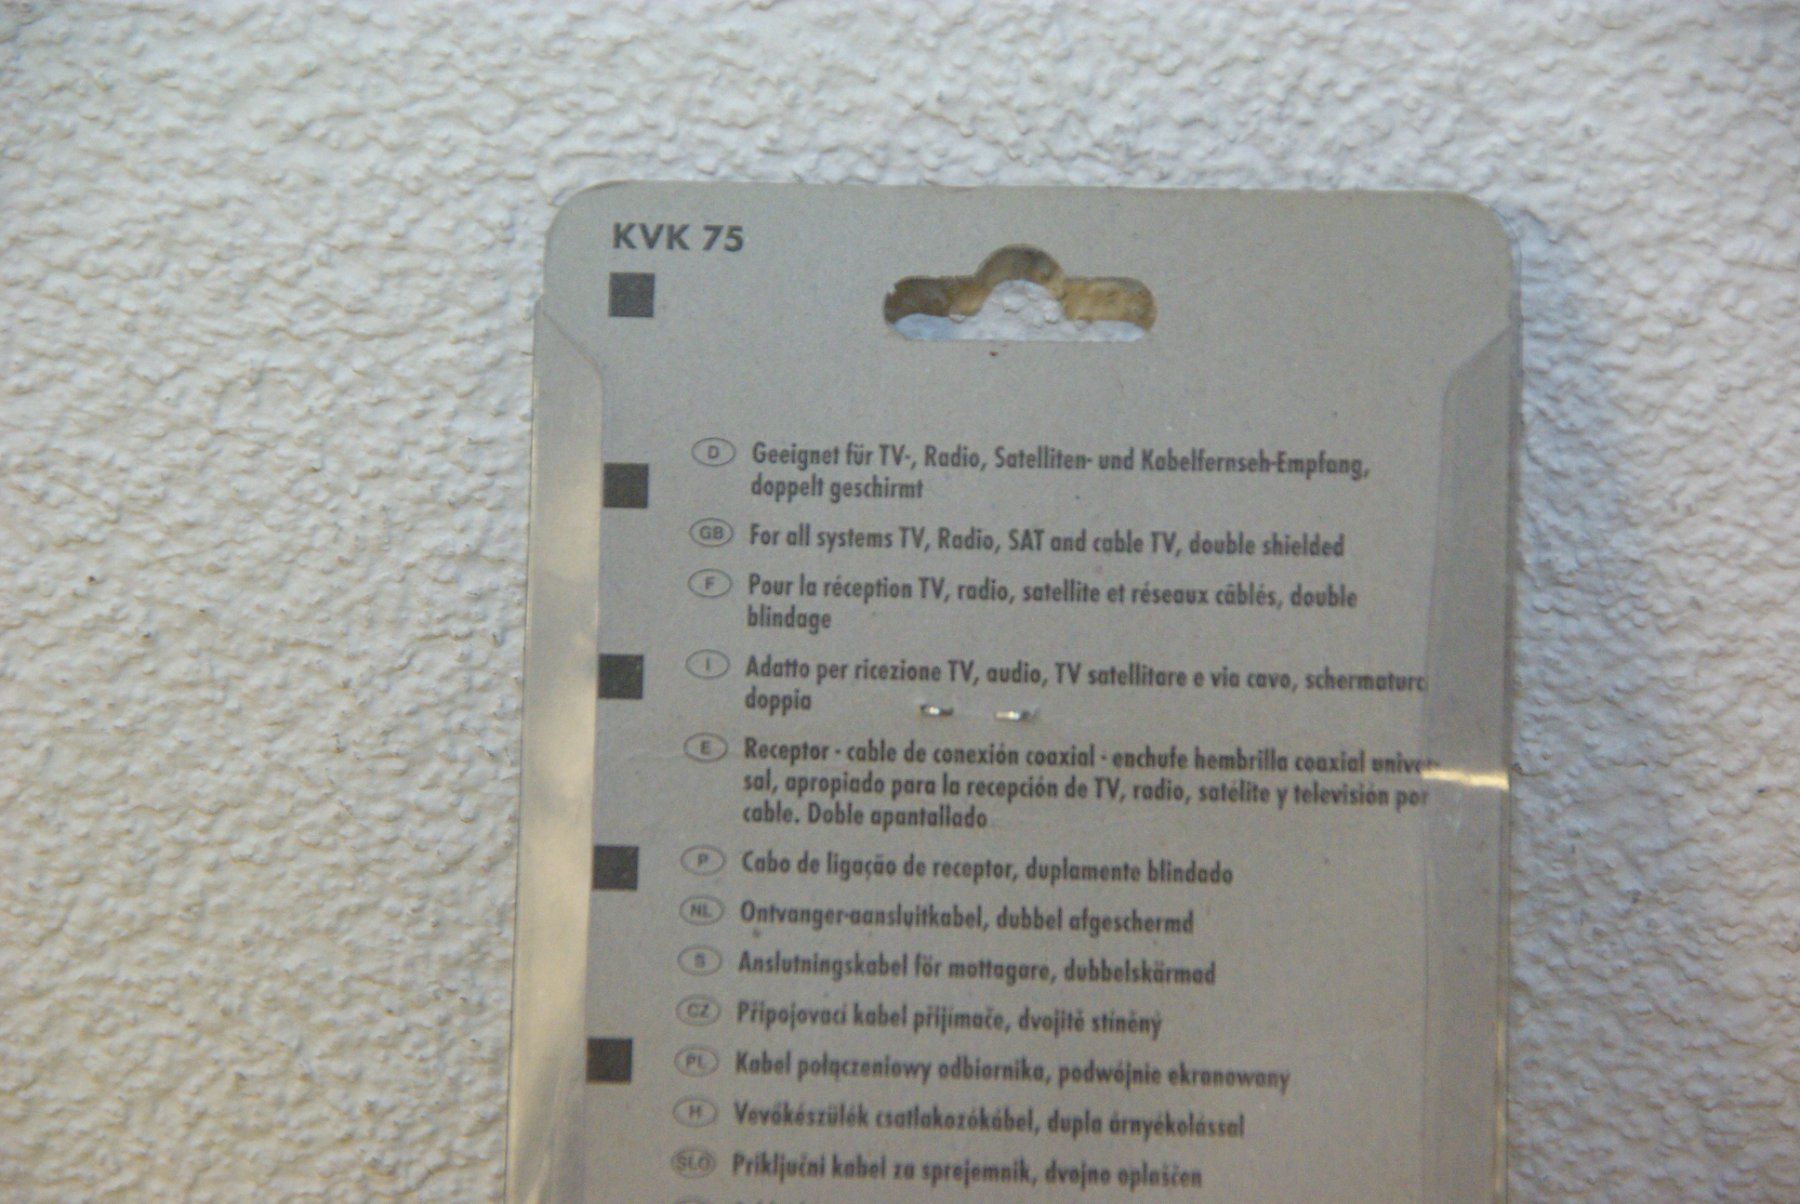 KVK 75
D Geeignet für TV-, Radio, Satelliten- und Kabelfernseh-Empfang,
doppelt geschirmt
GB For all systems TV, Radio, SAT and cable TV, double shielded
F Pour la réception TV, radio, satellite et réseaux câblés, double
blindage
I Adatto per ricezione TV, audio, TV satellitare e via cavo, schermatura
doppia
E Receptor - cable de conexión coaxial - enchufe hembrilla coaxial univer-
sal, apropiado para la recepción de TV, radio, satélite y televisión por
cable. Doble apantallado
P Cabo de ligação de receptor, duplamente blindado
NL Ontvanger-aansluitkabel, dubbel afgeschermd
S Anslutningskabel för mottagare, dubbelskärmad
CZ Připojovací kabel přijímače, dvojitě stíněný
PL Kabel połączeniowy odbiornika, podwójnie ekranowany
H Vevőkészülék csatlakozókábel, dupla árnyékolással
SLO Priključni kabel za sprejemnik, dvojno oplaščen